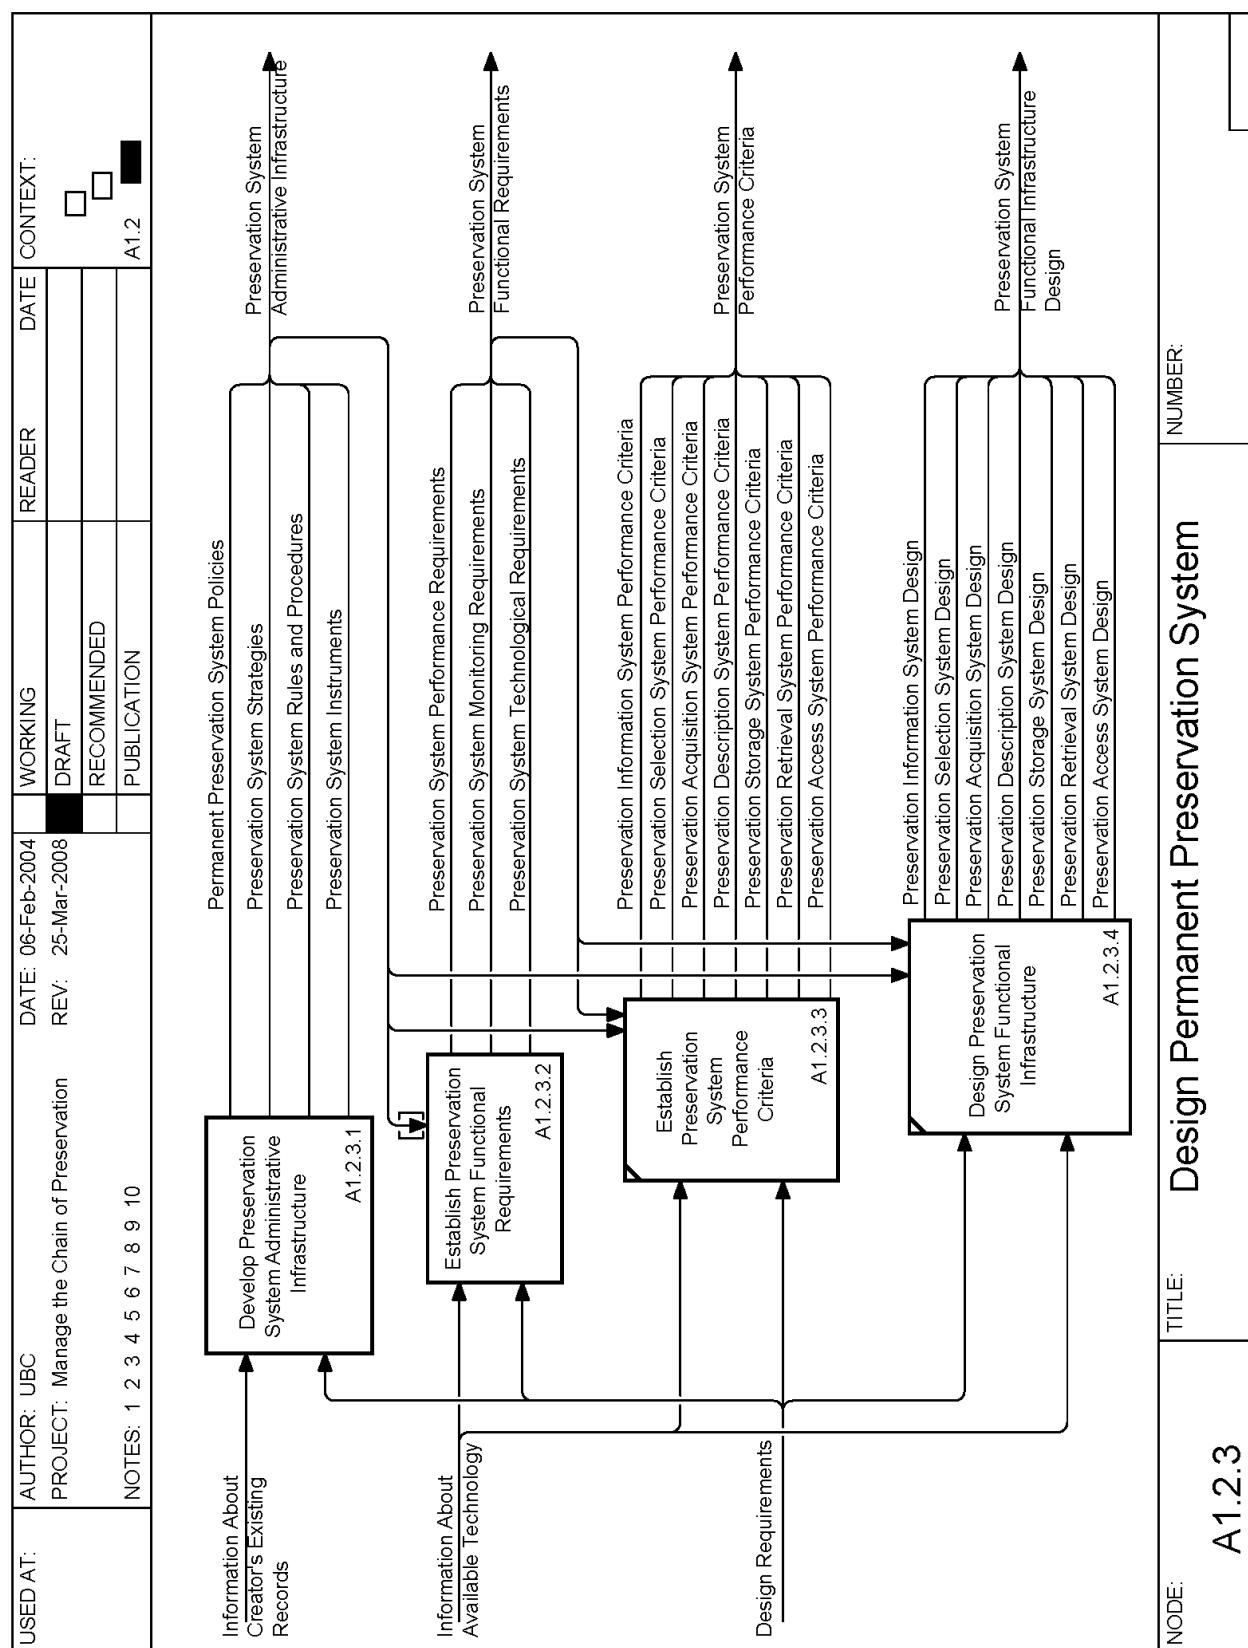 USED AT:
AUTHOR: UBC
PROJECT: Manage the Chain of Preservation
NOTES: 1 2 3 4 5 6 7 8 9 10
DATE: 06-Feb-2004
REV: 25-Mar-2008
WORKING
DRAFT
RECOMMENDED
PUBLICATION
READER
DATE
CONTEXT:
A1.2
Information About
Creator's Existing
Records
Information About
Available Technology
Design Requirements
Develop Preservation
System Administrative
Infrastructure
A1.2.3.1
Permanent Preservation System Policies
Preservation System Strategies
Preservation System Rules and Procedures
Preservation System Instruments
Preservation System
Administrative Infrastructure
Establish Preservation
System Functional
Requirements
A1.2.3.2
Preservation System Performance Requirements
Preservation System Monitoring Requirements
Preservation System Technological Requirements
Preservation System
Functional Requirements
Establish
Preservation
System
Performance
Criteria
A1.2.3.3
Preservation Information System Performance Criteria
Preservation Selection System Performance Criteria
Preservation Acquisition System Performance Criteria
Preservation Description System Performance Criteria
Preservation Storage System Performance Criteria
Preservation Retrieval System Performance Criteria
Preservation Access System Performance Criteria
Preservation System
Performance Criteria
Design Preservation
System Functional
Infrastructure
A1.2.3.4
Preservation Information System Design
Preservation Selection System Design
Preservation Acquisition System Design
Preservation Description System Design
Preservation Storage System Design
Preservation Retrieval System Design
Preservation Access System Design
Preservation System
Functional Infrastructure
Design
NODE:
A1.2.3
TITLE:
Design Permanent Preservation System
NUMBER: